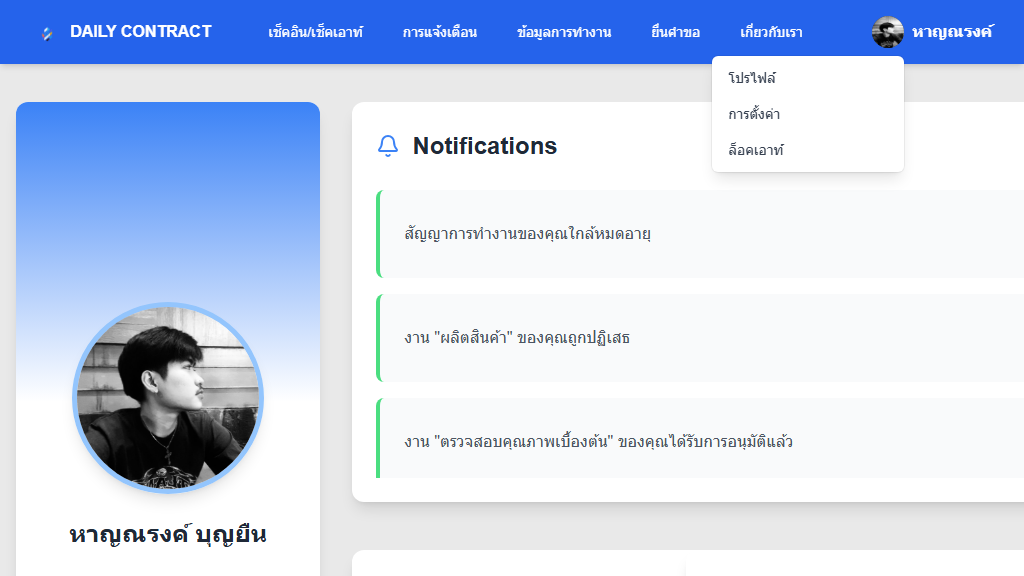 DAILY CONTRACT
เช็คอิน/เช็คเอาท์
การแจ้งเตือน
ข้อมูลการทำงาน
ยื่นคำขอ
เกี่ยวกับเรา
หาญณรงค์
โปรไฟล์
การตั้งค่า
ล็อคเอาท์
Notifications
สัญญาการทำงานของคุณใกล้หมดอายุ
งาน "ผลิตสินค้า" ของคุณถูกปฏิเสธ
งาน "ตรวจสอบคุณภาพเบื้องต้น" ของคุณได้รับการอนุมัติแล้ว
หาญณรงค์ บุญยืน